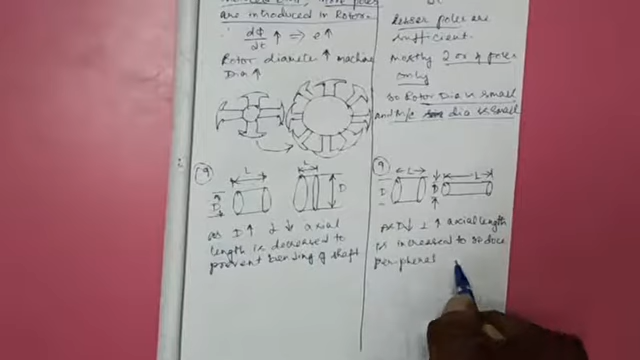 are introduced in Rotor.
∴ dΦ/dt ↑ ⇒ e ↑
Rotor diameter ↑ machine
Dia ↑
(9)
L
D
L
D
as D ↑ L ↓ axial
length is decreased to
prevent bending of shaft
Lesser poles are
sufficient.
mostly 2 or 4 poles
only
so Rotor Dia is small
and M/c dia is small
(9)
L
D
L
D
As D↓ L ↑ axial length
is increased to reduce
peripheral